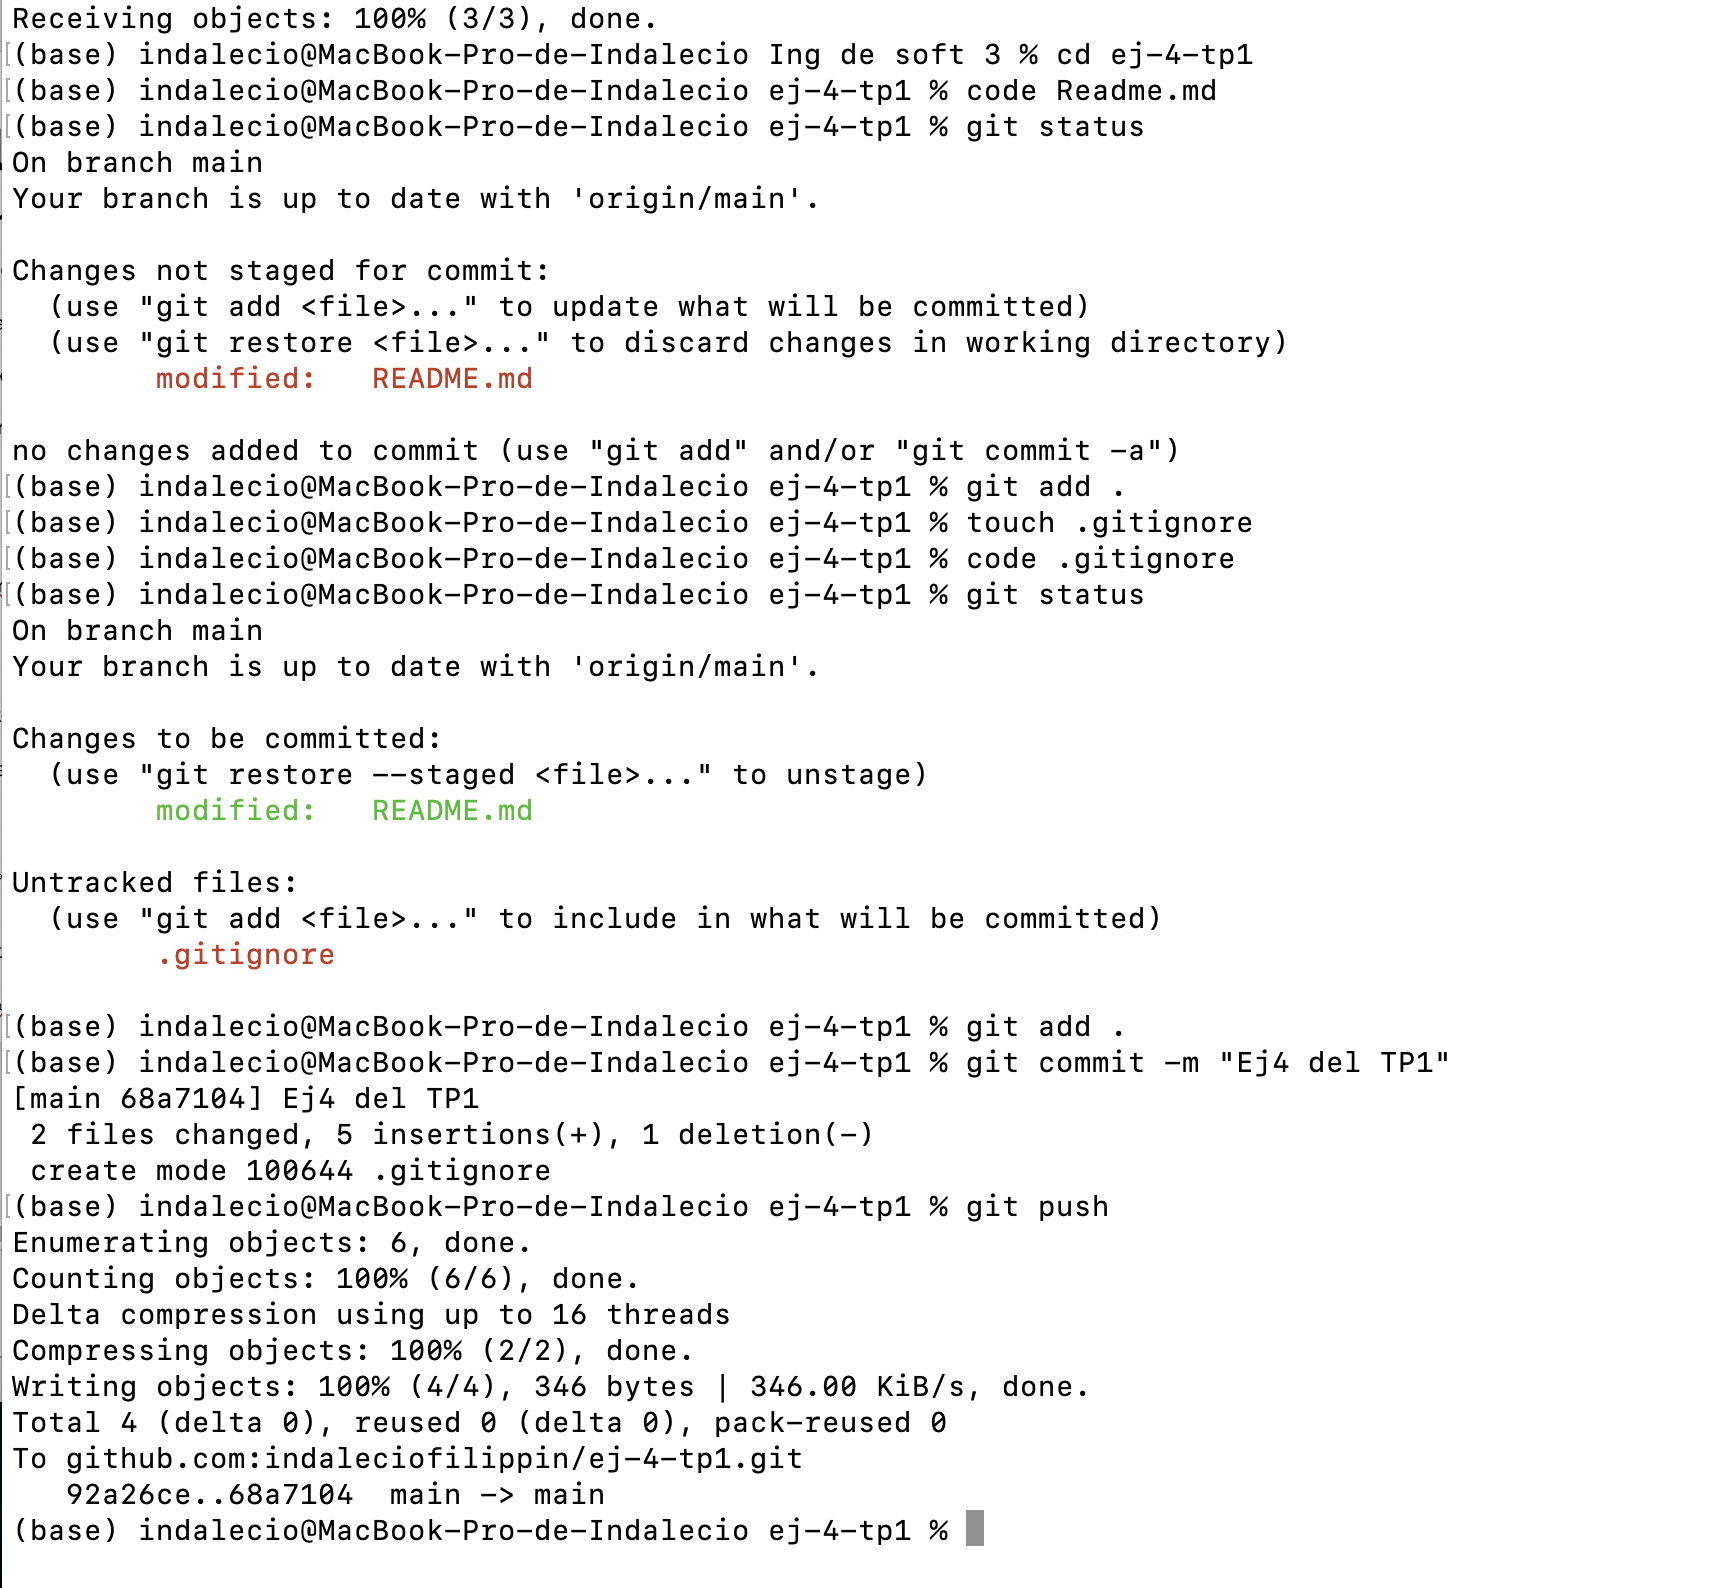 Receiving objects: 100% (3/3), done.
[(base) indalecio@MacBook-Pro-de-Indalecio Ing de soft 3 % cd ej-4-tp1
[(base) indalecio@MacBook-Pro-de-Indalecio ej-4-tp1 % code Readme.md
[(base) indalecio@MacBook-Pro-de-Indalecio ej-4-tp1 % git status
On branch main
Your branch is up to date with 'origin/main'.
Changes not staged for commit:
  (use "git add <file>..." to update what will be committed)
  (use "git restore <file>..." to discard changes in working directory)
        modified:   README.md
no changes added to commit (use "git add" and/or "git commit -a")
[(base) indalecio@MacBook-Pro-de-Indalecio ej-4-tp1 % git add .
[(base) indalecio@MacBook-Pro-de-Indalecio ej-4-tp1 % touch .gitignore
[(base) indalecio@MacBook-Pro-de-Indalecio ej-4-tp1 % code .gitignore
[(base) indalecio@MacBook-Pro-de-Indalecio ej-4-tp1 % git status
On branch main
Your branch is up to date with 'origin/main'.
Changes to be committed:
  (use "git restore --staged <file>..." to unstage)
        modified:   README.md
Untracked files:
  (use "git add <file>..." to include in what will be committed)
        .gitignore
[(base) indalecio@MacBook-Pro-de-Indalecio ej-4-tp1 % git add .
[(base) indalecio@MacBook-Pro-de-Indalecio ej-4-tp1 % git commit -m "Ej4 del TP1"
[main 68a7104] Ej4 del TP1
 2 files changed, 5 insertions(+), 1 deletion(-)
 create mode 100644 .gitignore
[(base) indalecio@MacBook-Pro-de-Indalecio ej-4-tp1 % git push
Enumerating objects: 6, done.
Counting objects: 100% (6/6), done.
Delta compression using up to 16 threads
Compressing objects: 100% (2/2), done.
Writing objects: 100% (4/4), 346 bytes | 346.00 KiB/s, done.
Total 4 (delta 0), reused 0 (delta 0), pack-reused 0
To github.com:indaleciofilippin/ej-4-tp1.git
   92a26ce..68a7104  main -> main
(base) indalecio@MacBook-Pro-de-Indalecio ej-4-tp1 %